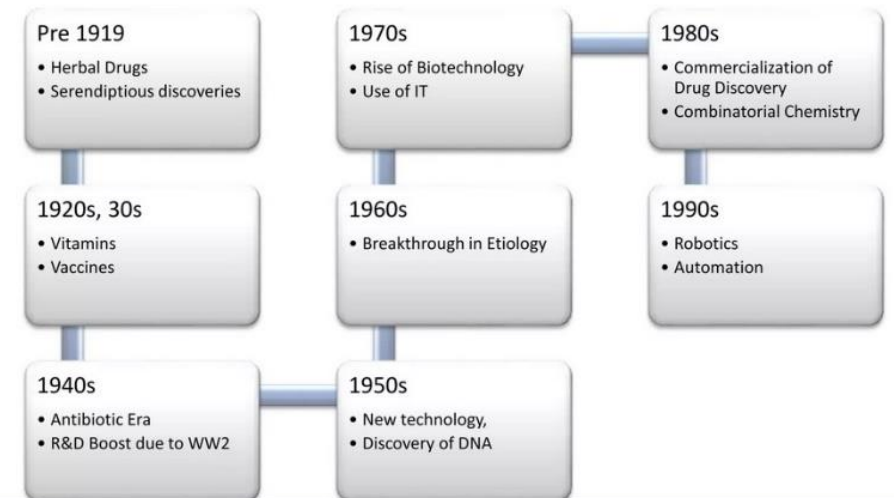 Pre 1919
• Herbal Drugs
• Serendiptious discoveries
1920s, 30s
• Vitamins
• Vaccines
1940s
• Antibiotic Era
• R&D Boost due to WW2
1950s
• New technology,
• Discovery of DNA
1960s
• Breakthrough in Etiology
1970s
• Rise of Biotechnology
• Use of IT
1980s
• Commercialization of
Drug Discovery
• Combinatorial Chemistry
1990s
• Robotics
• Automation